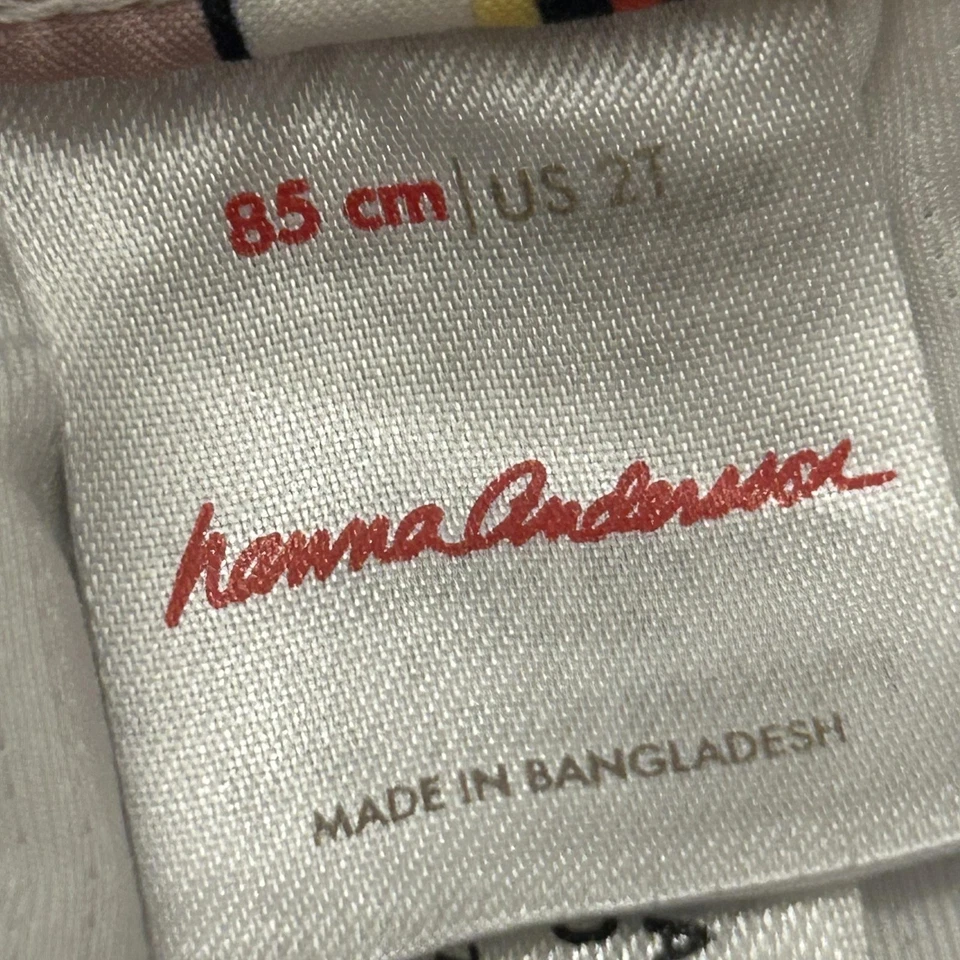 85 cm | US 2T
hanna andersson
MADE IN BANGLADESH